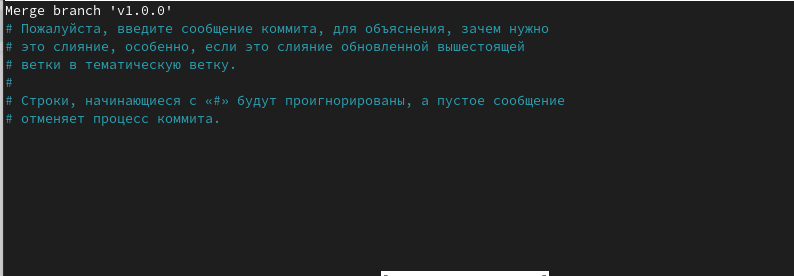 Merge branch 'v1.0.0'
# Пожалуйста, введите сообщение коммита, для объяснения, зачем нужно
# это слияние, особенно, если это слияние обновленной вышестоящей
# ветки в тематическую ветку.
#
# Строки, начинающиеся с «#» будут проигнорированы, а пустое сообщение
# отменяет процесс коммита.